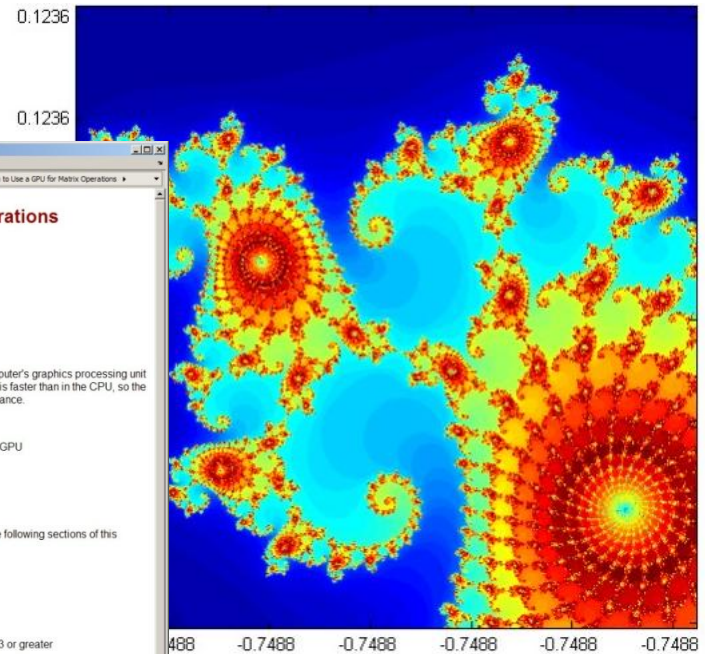 0.1236
0.1236
to Use a GPU for Matrix Operations
rations
puter's graphics processing unit
is faster than in the CPU, so the
ance.
GPU
following sections of this
3 or greater
488 -0.7488 -0.7488 -0.7488 -0.7488 -0.7488